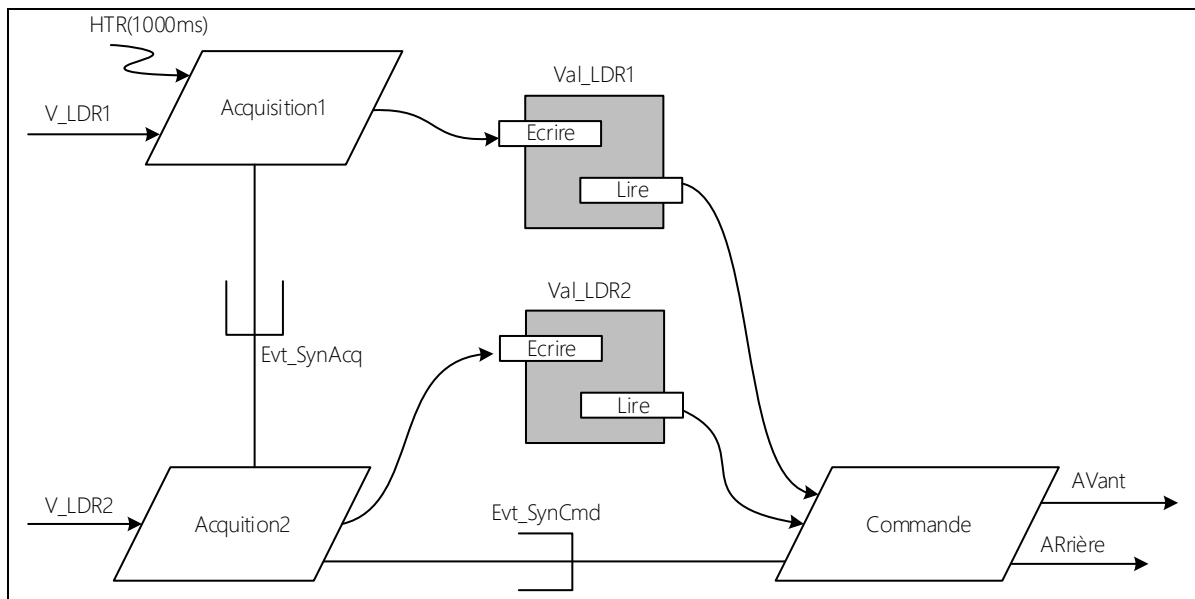 HTR(1000ms)
V_LDR1
Acquisition1
Val_LDR1
Ecrire
Lire
Val_LDR2
Ecrire
Lire
Evt_SynAcq
V_LDR2
Acquition2
Evt_SynCmd
Commande
AVant
ARrière